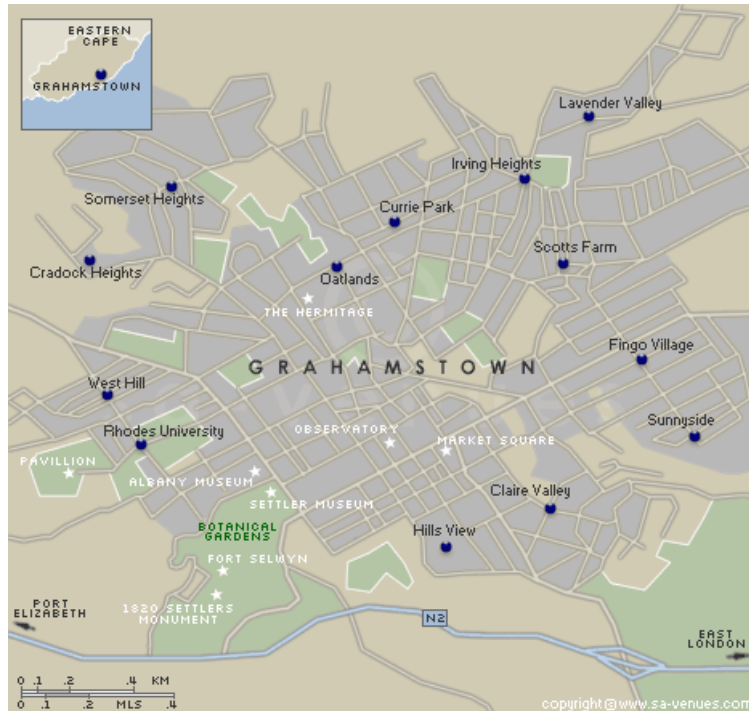 EASTERN
CAPE
GRAHAMSTOWN
Lavender Valley
Irving Heights
Somerset Heights
Currie Park
Scotts Farm
Cradock Heights
Oatlands
THE HERMITAGE
Fingo Village
GRAHAMSTOWN
West Hill
Sunnyside
Rhodes University
OBSERVATORY
MARKET SQUARE
PAVILLION
ALBANY MUSEUM
Claire Valley
SETTLER MUSEUM
BOTANICAL
GARDENS
Hills View
FORT SELWYN
PORT
ELIZABETH
1820 SETTLERS
MONUMENT
N2
EAST
LONDON
0 .1 .2 .4 KM
0 .1 .2 MLS .4
copyright@www.sa-venues.com